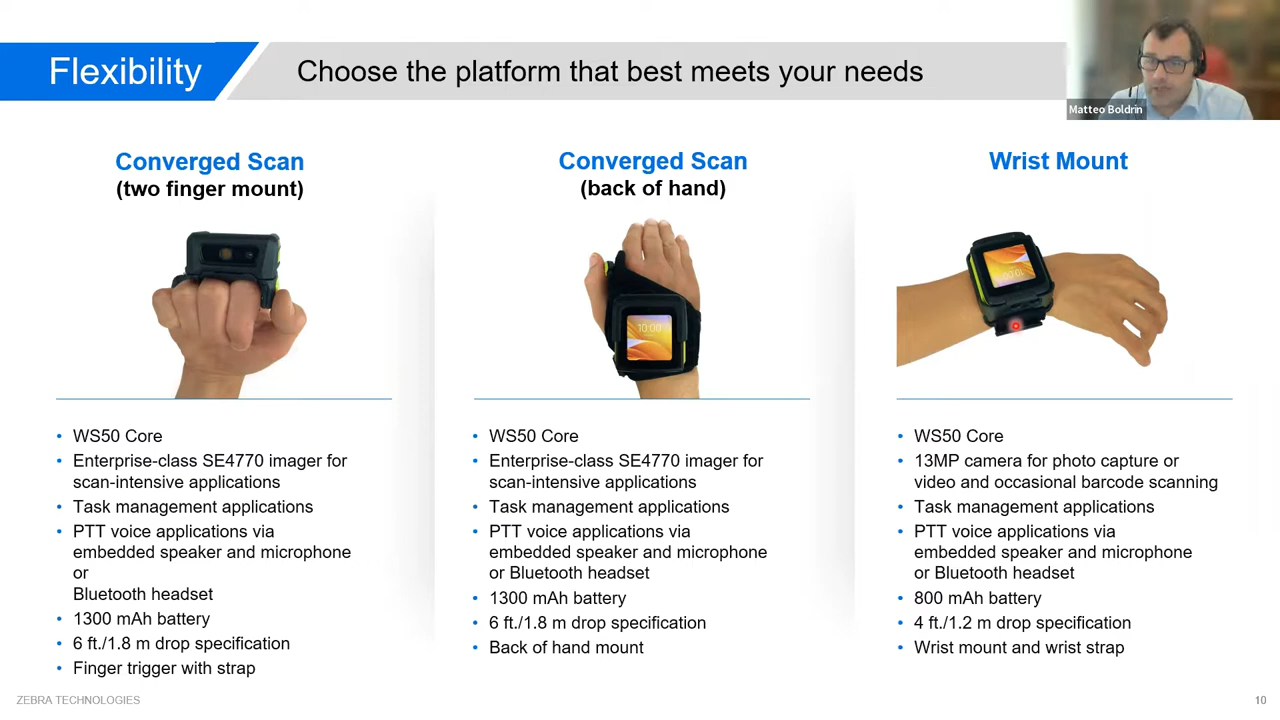 Flexibility
Choose the platform that best meets your needs
Matteo Boldrin
Converged Scan
(two finger mount)
WS50 Core
Enterprise-class SE4770 imager for
scan-intensive applications
Task management applications
PTT voice applications via
embedded speaker and microphone
or
Bluetooth headset
1300 mAh battery
6 ft./1.8 m drop specification
Finger trigger with strap
Converged Scan
(back of hand)
10:00
WS50 Core
Enterprise-class SE4770 imager for
scan-intensive applications
Task management applications
PTT voice applications via
embedded speaker and microphone
or Bluetooth headset
1300 mAh battery
6 ft./1.8 m drop specification
Back of hand mount
Wrist Mount
WS50 Core
13MP camera for photo capture or
video and occasional barcode scanning
Task management applications
PTT voice applications via
embedded speaker and microphone
or Bluetooth headset
800 mAh battery
4 ft./1.2 m drop specification
Wrist mount and wrist strap
ZEBRA TECHNOLOGIES
10